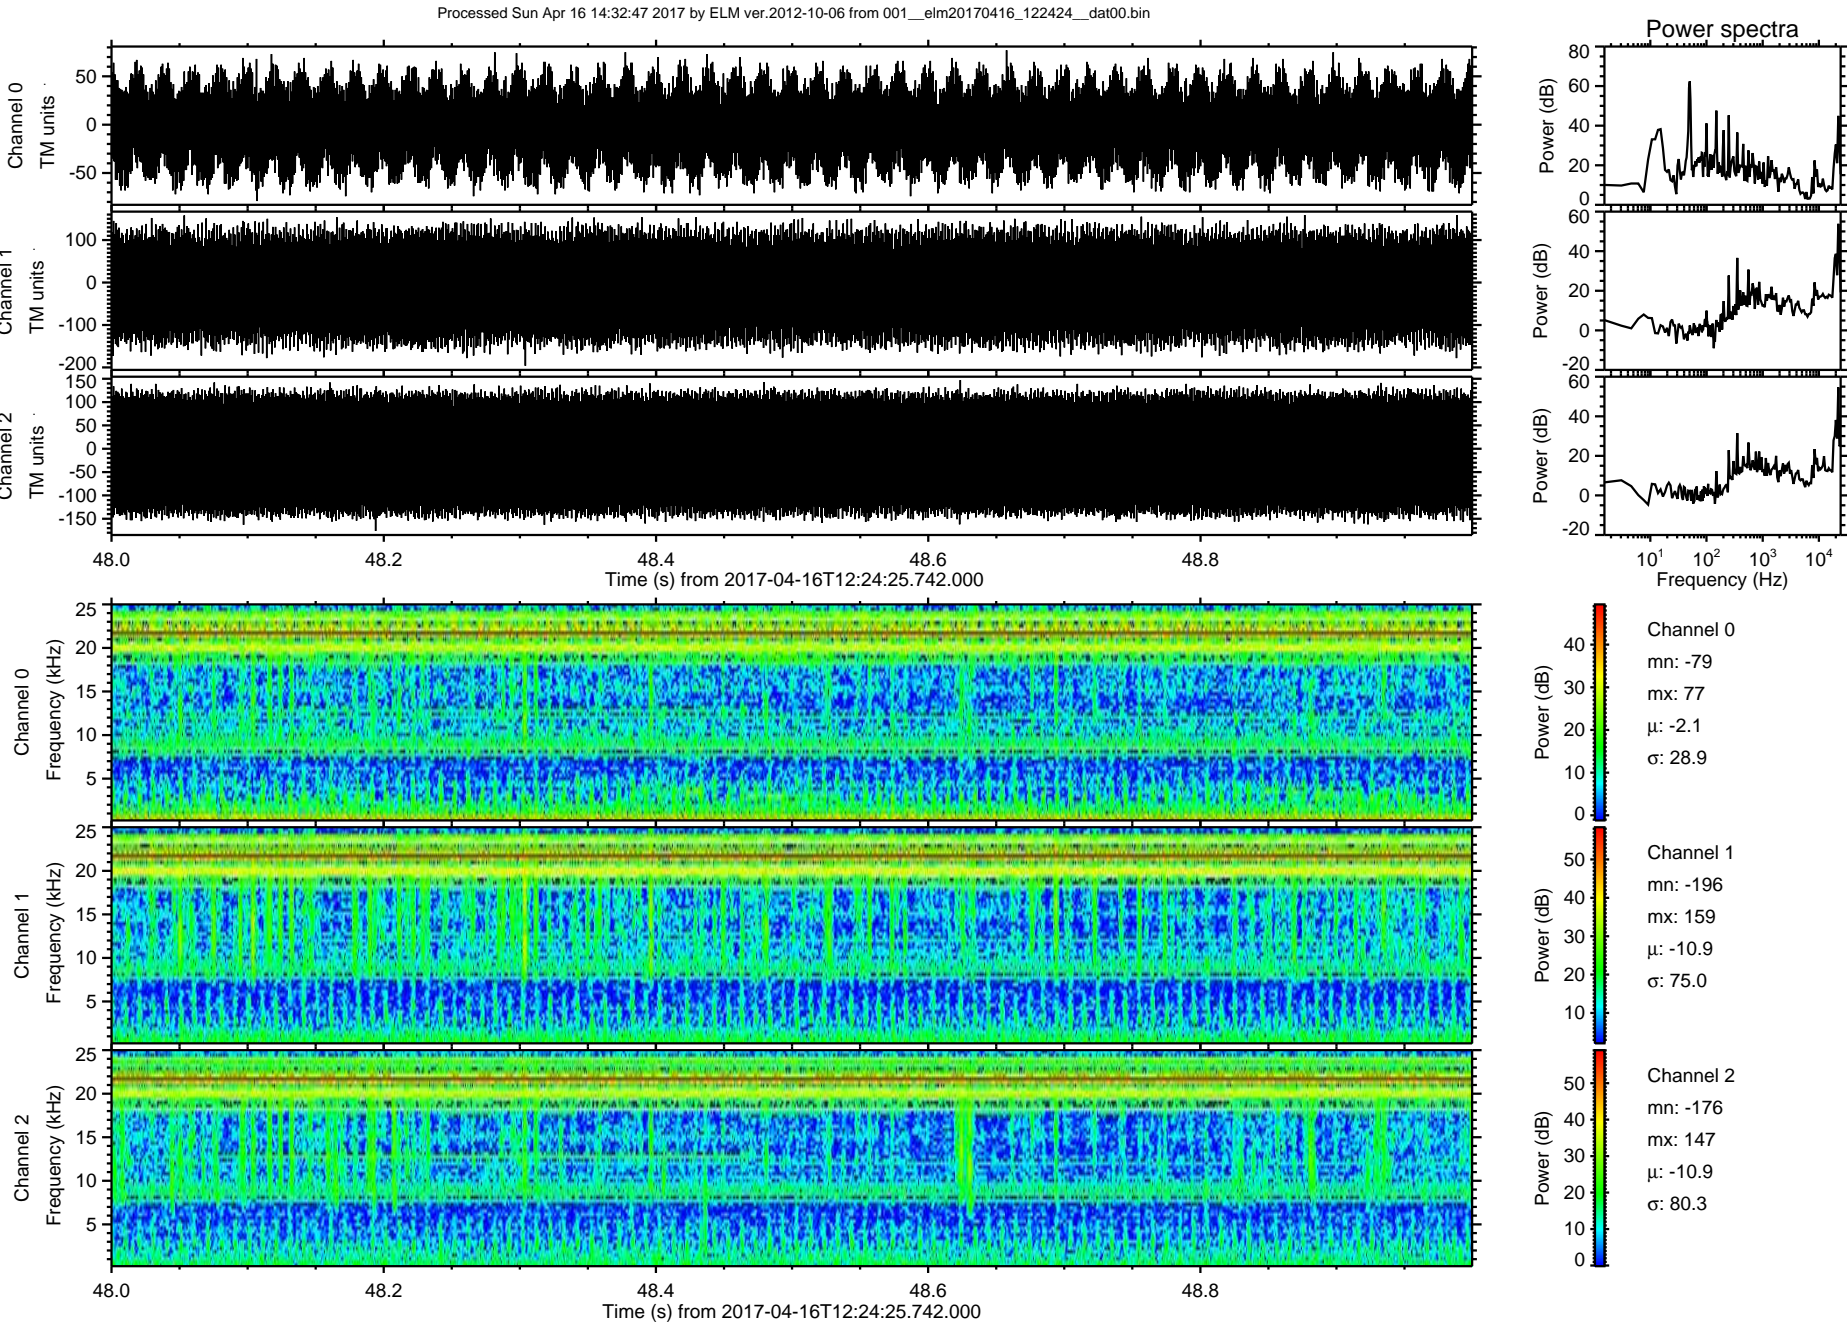 Processed Sun Apr 16 14:32:47 2017 by ELM ver.2012-10-06 from 001__elm20170416_122424__dat00.bin
Power spectra
Channel 0
TM units
50
0
-50
Power (dB)
80
60
40
20
0
Channel 1
TM units
100
0
-100
-200
Power (dB)
60
40
20
0
-20
Channel 2
TM units
150
100
50
0
-50
-100
-150
Power (dB)
60
40
20
0
-20
48.0 48.2 48.4 48.6 48.8
Time (s) from 2017-04-16T12:24:25.742.000
10^1 10^2 10^3 10^4
Frequency (Hz)
Channel 0
Frequency (kHz)
25
20
15
10
5
Power (dB)
40
30
20
10
0
Channel 0
mn: -79
mx: 77
μ: -2.1
σ: 28.9
Channel 1
Frequency (kHz)
25
20
15
10
5
Power (dB)
50
40
30
20
10
Channel 1
mn: -196
mx: 159
μ: -10.9
σ: 75.0
Channel 2
Frequency (kHz)
25
20
15
10
5
Power (dB)
50
40
30
20
10
0
Channel 2
mn: -176
mx: 147
μ: -10.9
σ: 80.3
48.0 48.2 48.4 48.6 48.8
Time (s) from 2017-04-16T12:24:25.742.000